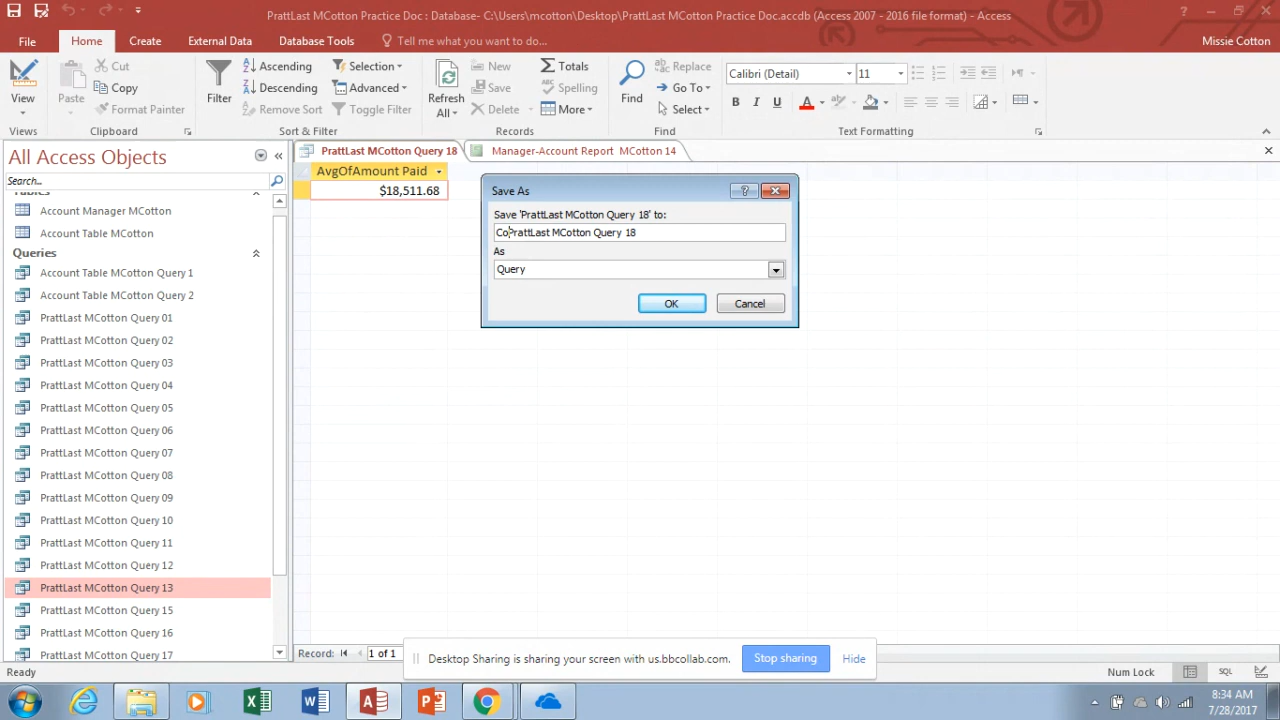 PrattLast MCotton Practice Doc : Database- C:\Users\mcotton\Desktop\PrattLast MCotton Practice Doc.accdb (Access 2007 - 2016 file format) - Access
File
Home
Create
External Data
Database Tools
Tell me what you want to do...
Missie Cotton
View
Views
Paste
Cut
Copy
Format Painter
Clipboard
Filter
Ascending
Descending
Remove Sort
Selection
Advanced
Toggle Filter
Sort & Filter
Refresh
All
New
Save
Delete
Totals
Spelling
More
Records
Find
Replace
Go To
Select
Find
Calibri (Detail)
11
B I U A
Text Formatting
All Access Objects
Search...
Tables
Account Manager MCotton
Account Table MCotton
Queries
Account Table MCotton Query 1
Account Table MCotton Query 2
PrattLast MCotton Query 01
PrattLast MCotton Query 02
PrattLast MCotton Query 03
PrattLast MCotton Query 04
PrattLast MCotton Query 05
PrattLast MCotton Query 06
PrattLast MCotton Query 07
PrattLast MCotton Query 08
PrattLast MCotton Query 09
PrattLast MCotton Query 10
PrattLast MCotton Query 11
PrattLast MCotton Query 12
PrattLast MCotton Query 13
PrattLast MCotton Query 15
PrattLast MCotton Query 16
PrattLast MCotton Query 17
PrattLast MCotton Query 18
Manager-Account Report MCotton 14
AvgOfAmount Paid
$18,511.68
Save As
Save 'PrattLast MCotton Query 18' to:
CoPrattLast MCotton Query 18
As
Query
OK
Cancel
Record:
1 of 1
Desktop Sharing is sharing your screen with us.bbcollab.com.
Stop sharing
Hide
Ready
Num Lock
SQL
8:34 AM
7/28/2017